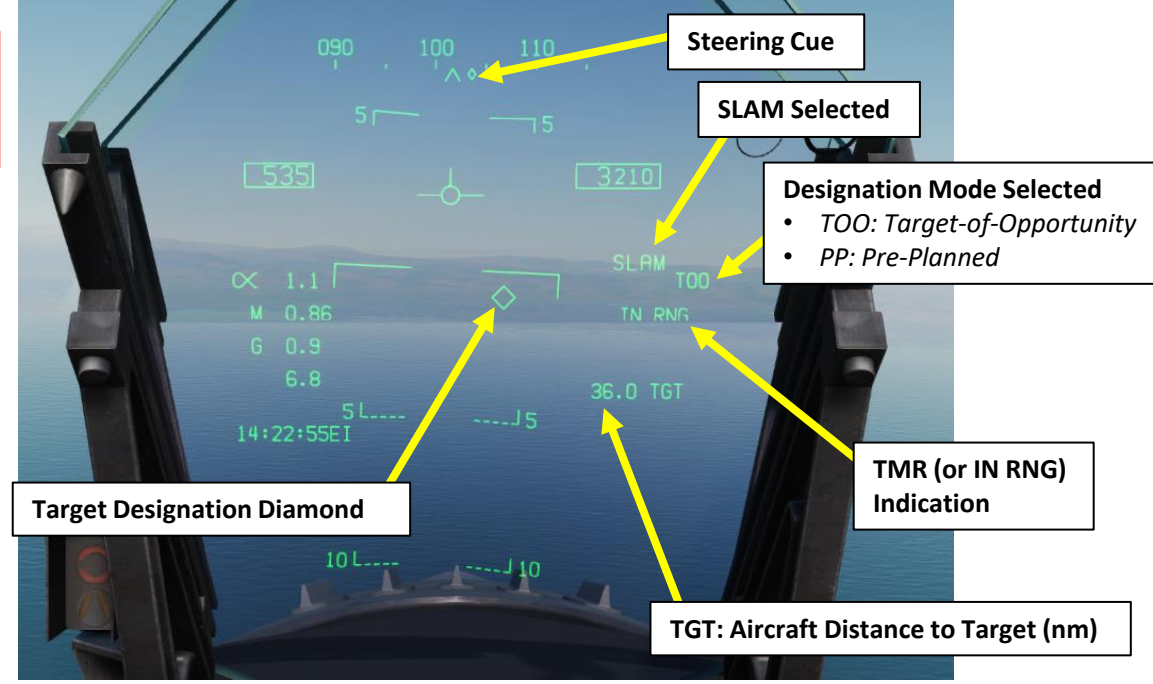 090 100 110
Steering Cue
5 5
SLAM Selected
535 3210
Designation Mode Selected
• TOO: Target-of-Opportunity
• PP: Pre-Planned
SLAM
TOO
∝ 1.1
M 0.86
IN RNG
G 0.9
6.8
36.0 TGT
5 5
14:22:55EI
TMR (or IN RNG)
Indication
Target Designation Diamond
10 10
TGT: Aircraft Distance to Target (nm)